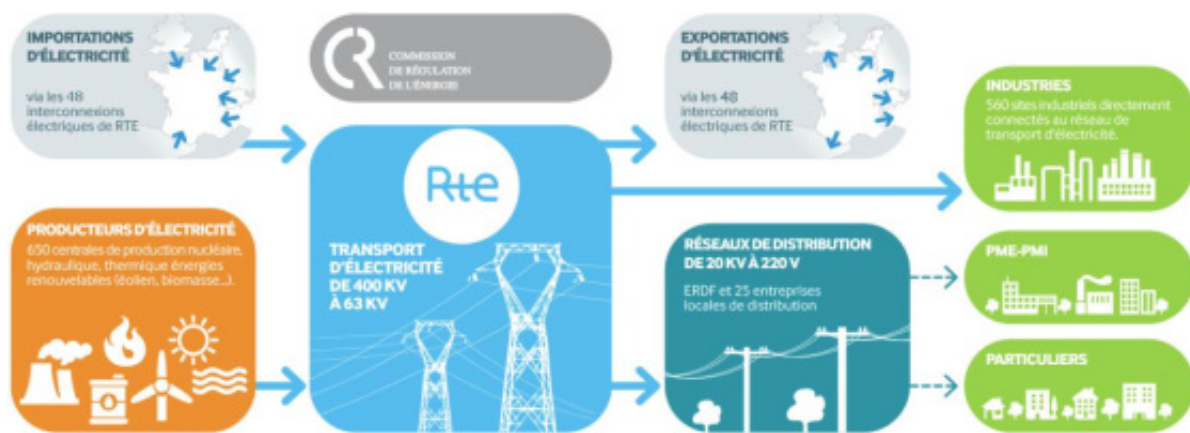 IMPORTATIONS
D'ÉLECTRICITÉ
via les 48
interconnexions
électriques de RTE
COMMISSION
DE RÉGULATION
DE L'ÉNERGIE
EXPORTATIONS
D'ÉLECTRICITÉ
via les 48
interconnexions
électriques de RTE
INDUSTRIES
560 sites industriels directement
connectés au réseau de
transport d'électricité.
Rte
PRODUCTEURS D'ÉLECTRICITÉ
650 centrales de production nucléaire,
hydraulique, thermique énergies
renouvelables (éolien, biomasse...).
TRANSPORT
D'ÉLECTRICITÉ
DE 400 KV
À 63 KV
RÉSEAUX DE DISTRIBUTION
DE 20 KV À 220 V
ERDF et 25 entreprises
locales de distribution
PME-PMI
PARTICULIERS